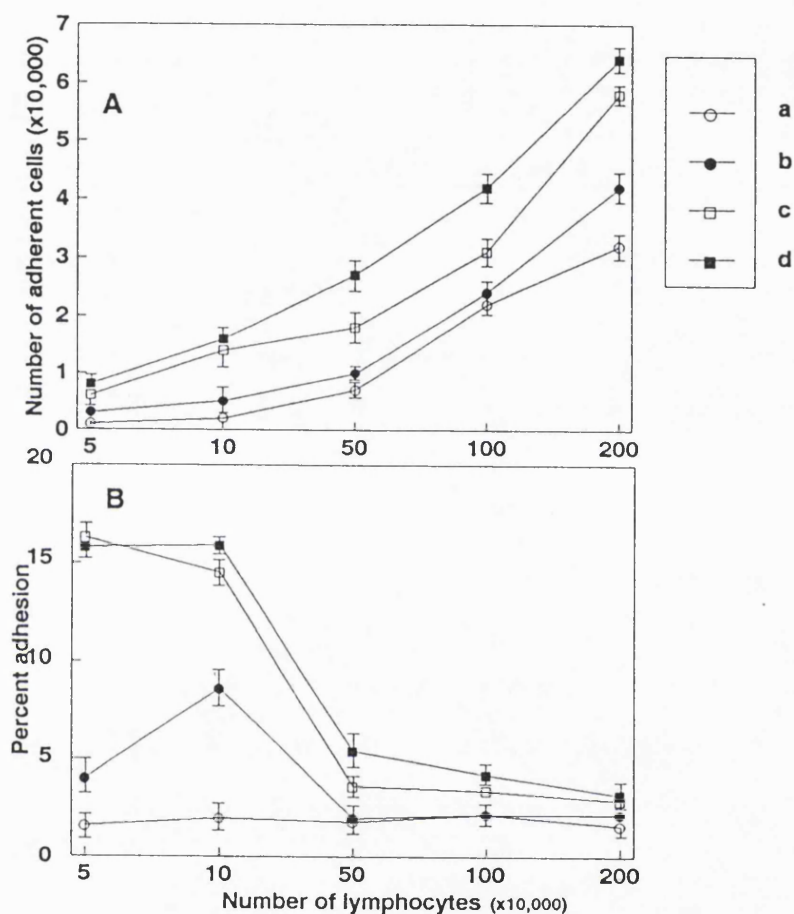 7
6
5
4
3
2
1
0
Number of adherent cells (x10,000)
A
5 10 50 100 200
a
b
c
d
20
15
10
5
0
Percent adhesion
B
5 10 50 100 200
Number of lymphocytes (x10,000)